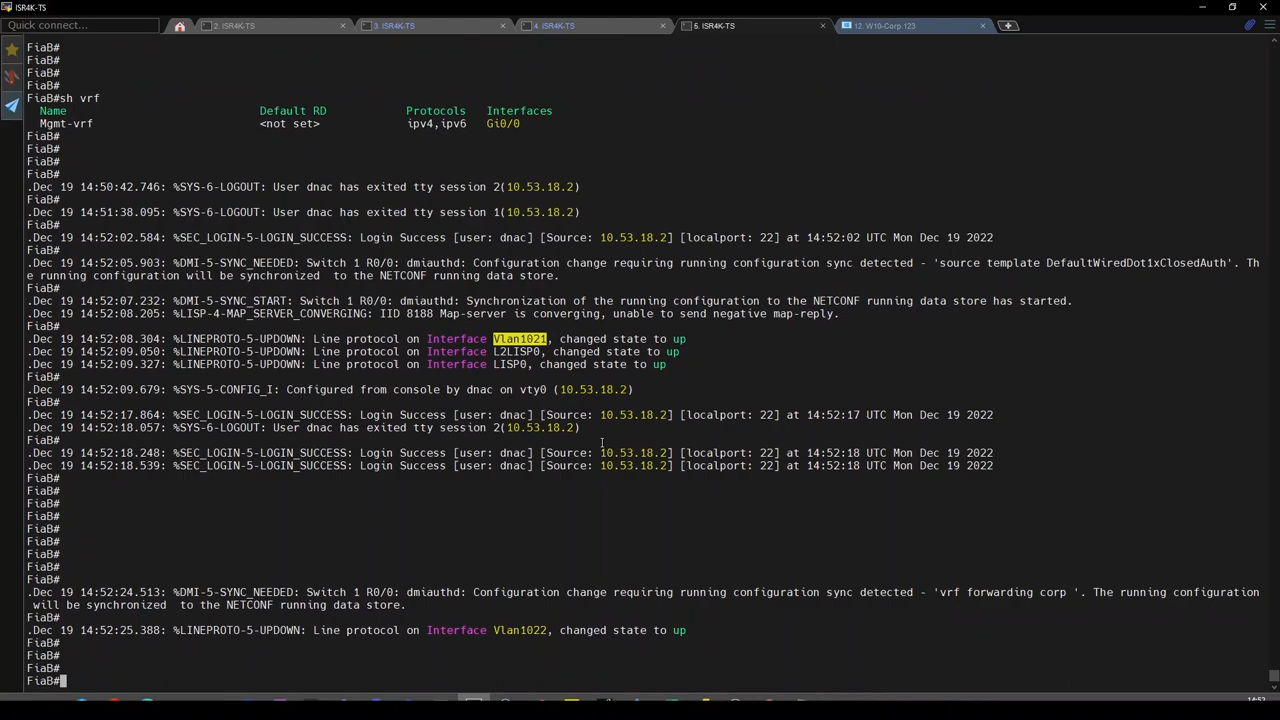 ISR4K-TS
Quick connect...
2. ISR4K-TS
3. ISR4K-TS
4. ISR4K-TS
5. ISR4K-TS
12. W10-Corp.123
FiaB#
FiaB#
FiaB#
FiaB#
FiaB#sh vrf
Name Default RD Protocols Interfaces
Mgmt-vrf <not set> ipv4,ipv6 Gi0/0
FiaB#
FiaB#
FiaB#
FiaB#
.Dec 19 14:50:42.746: %SYS-6-LOGOUT: User dnac has exited tty session 2(10.53.18.2)
FiaB#
.Dec 19 14:51:38.095: %SYS-6-LOGOUT: User dnac has exited tty session 1(10.53.18.2)
FiaB#
.Dec 19 14:52:02.584: %SEC_LOGIN-5-LOGIN_SUCCESS: Login Success [user: dnac] [Source: 10.53.18.2] [localport: 22] at 14:52:02 UTC Mon Dec 19 2022
FiaB#
.Dec 19 14:52:05.903: %DMI-5-SYNC_NEEDED: Switch 1 R0/0: dmiauthd: Configuration change requiring running configuration sync detected - 'source template DefaultWiredDot1xClosedAuth'. Th
e running configuration will be synchronized  to the NETCONF running data store.
FiaB#
.Dec 19 14:52:07.232: %DMI-5-SYNC_START: Switch 1 R0/0: dmiauthd: Synchronization of the running configuration to the NETCONF running data store has started.
.Dec 19 14:52:08.205: %LISP-4-MAP_SERVER_CONVERGING: IID 8188 Map-server is converging, unable to send negative map-reply.
FiaB#
.Dec 19 14:52:08.304: %LINEPROTO-5-UPDOWN: Line protocol on Interface Vlan1021, changed state to up
.Dec 19 14:52:09.050: %LINEPROTO-5-UPDOWN: Line protocol on Interface L2LISP0, changed state to up
.Dec 19 14:52:09.327: %LINEPROTO-5-UPDOWN: Line protocol on Interface LISP0, changed state to up
FiaB#
.Dec 19 14:52:09.679: %SYS-5-CONFIG_I: Configured from console by dnac on vty0 (10.53.18.2)
FiaB#
.Dec 19 14:52:17.864: %SEC_LOGIN-5-LOGIN_SUCCESS: Login Success [user: dnac] [Source: 10.53.18.2] [localport: 22] at 14:52:17 UTC Mon Dec 19 2022
.Dec 19 14:52:18.057: %SYS-6-LOGOUT: User dnac has exited tty session 2(10.53.18.2)
FiaB#
.Dec 19 14:52:18.248: %SEC_LOGIN-5-LOGIN_SUCCESS: Login Success [user: dnac] [Source: 10.53.18.2] [localport: 22] at 14:52:18 UTC Mon Dec 19 2022
.Dec 19 14:52:18.539: %SEC_LOGIN-5-LOGIN_SUCCESS: Login Success [user: dnac] [Source: 10.53.18.2] [localport: 22] at 14:52:18 UTC Mon Dec 19 2022
FiaB#
FiaB#
FiaB#
FiaB#
FiaB#
FiaB#
FiaB#
FiaB#
FiaB#
.Dec 19 14:52:24.513: %DMI-5-SYNC_NEEDED: Switch 1 R0/0: dmiauthd: Configuration change requiring running configuration sync detected - 'vrf forwarding corp '. The running configuration
will be synchronized  to the NETCONF running data store.
FiaB#
.Dec 19 14:52:25.388: %LINEPROTO-5-UPDOWN: Line protocol on Interface Vlan1022, changed state to up
FiaB#
FiaB#
FiaB#
FiaB#